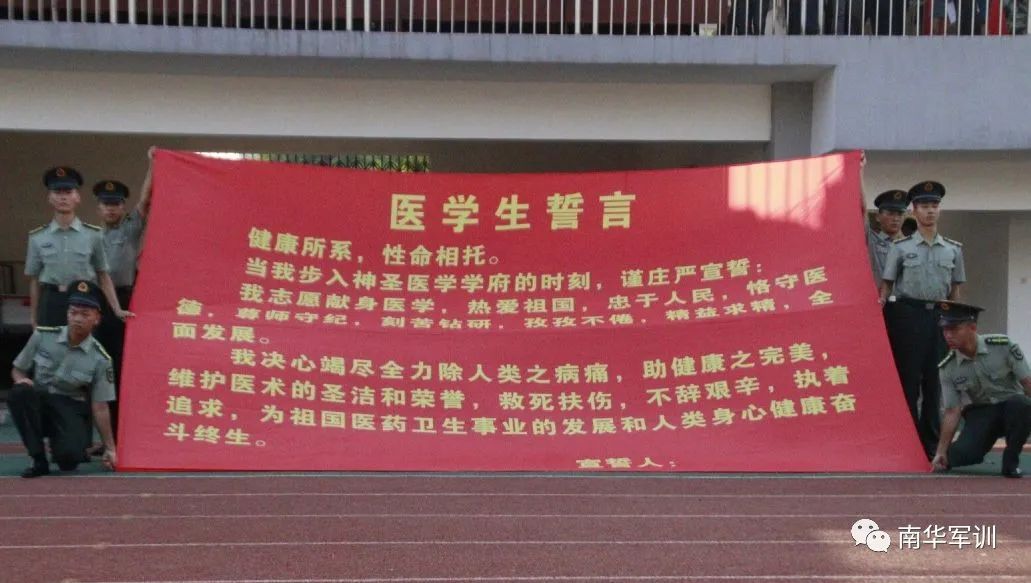 医学生誓言
健康所系，性命相托。
当我步入神圣医学学府的时刻，谨庄严宣誓：
我志愿献身医学，热爱祖国，忠于人民，恪守医
德，尊师守纪，刻苦钻研，孜孜不倦，精益求精，全
面发展。
我决心竭尽全力除人类之病痛，助健康之完美，
维护医术的圣洁和荣誉，救死扶伤，不辞艰辛，执着
追求，为祖国医药卫生事业的发展和人类身心健康奋
斗终生。
宣誓人：
南华军训